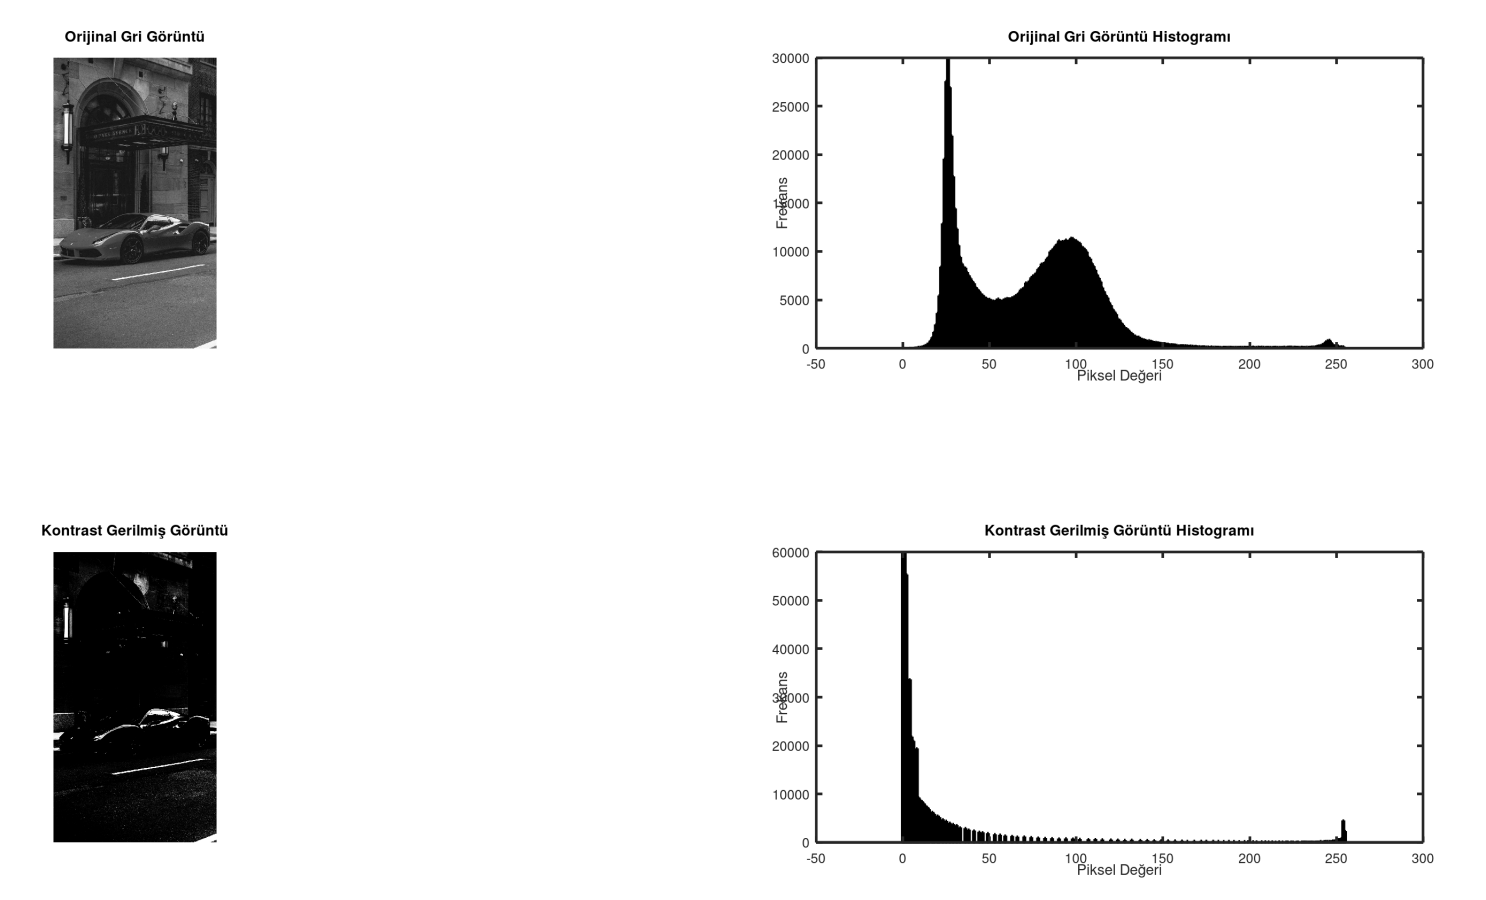 Orijinal Gri Görüntü
Orijinal Gri Görüntü Histogramı
30000
25000
20000
15000
10000
5000
0
Frekans
-50 0 50 100 150 200 250 300
Piksel Değeri
Kontrast Gerilmiş Görüntü
Kontrast Gerilmiş Görüntü Histogramı
60000
50000
40000
30000
20000
10000
0
Frekans
-50 0 50 100 150 200 250 300
Piksel Değeri